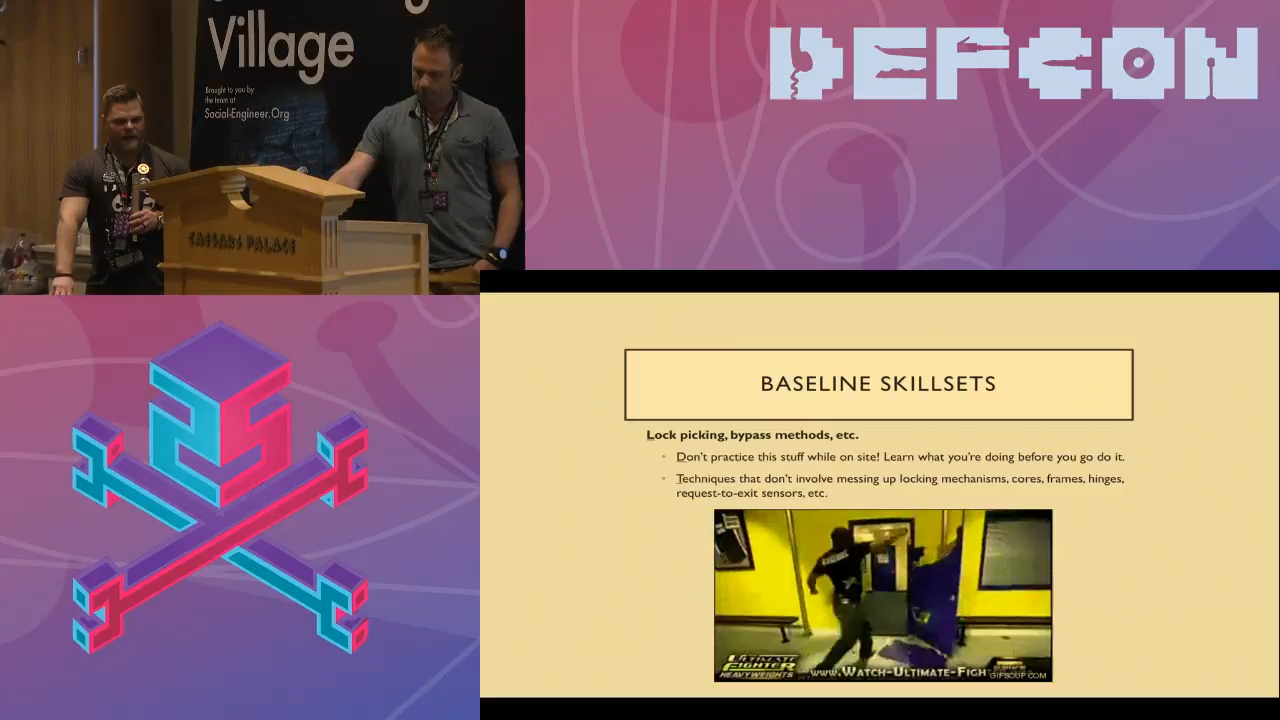 Village
Brought to you by
the team at
Social-Engineer.Org
CAESARS PALACE
DEFCON
BASELINE SKILLSETS
Lock picking, bypass methods, etc.
Don't practice this stuff while on site! Learn what you're doing before you go do it.
Techniques that don't involve messing up locking mechanisms, cores, frames, hinges,
request-to-exit sensors, etc.
ULTIMATE
FIGHTER
HEAVYWEIGHTS
www.Watch-Ultimate-Figh
GIFSOUP.COM